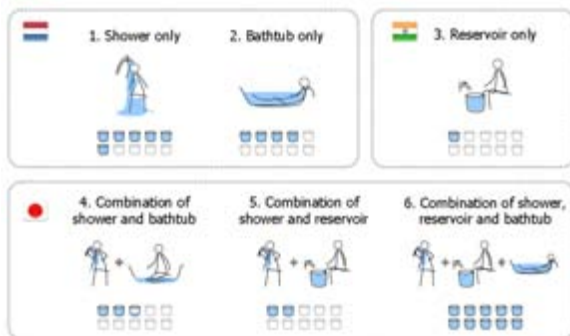 1. Shower only
2. Bathtub only
3. Reservoir only
4. Combination of
shower and bathtub
5. Combination of
shower and reservoir
6. Combination of shower,
reservoir and bathtub